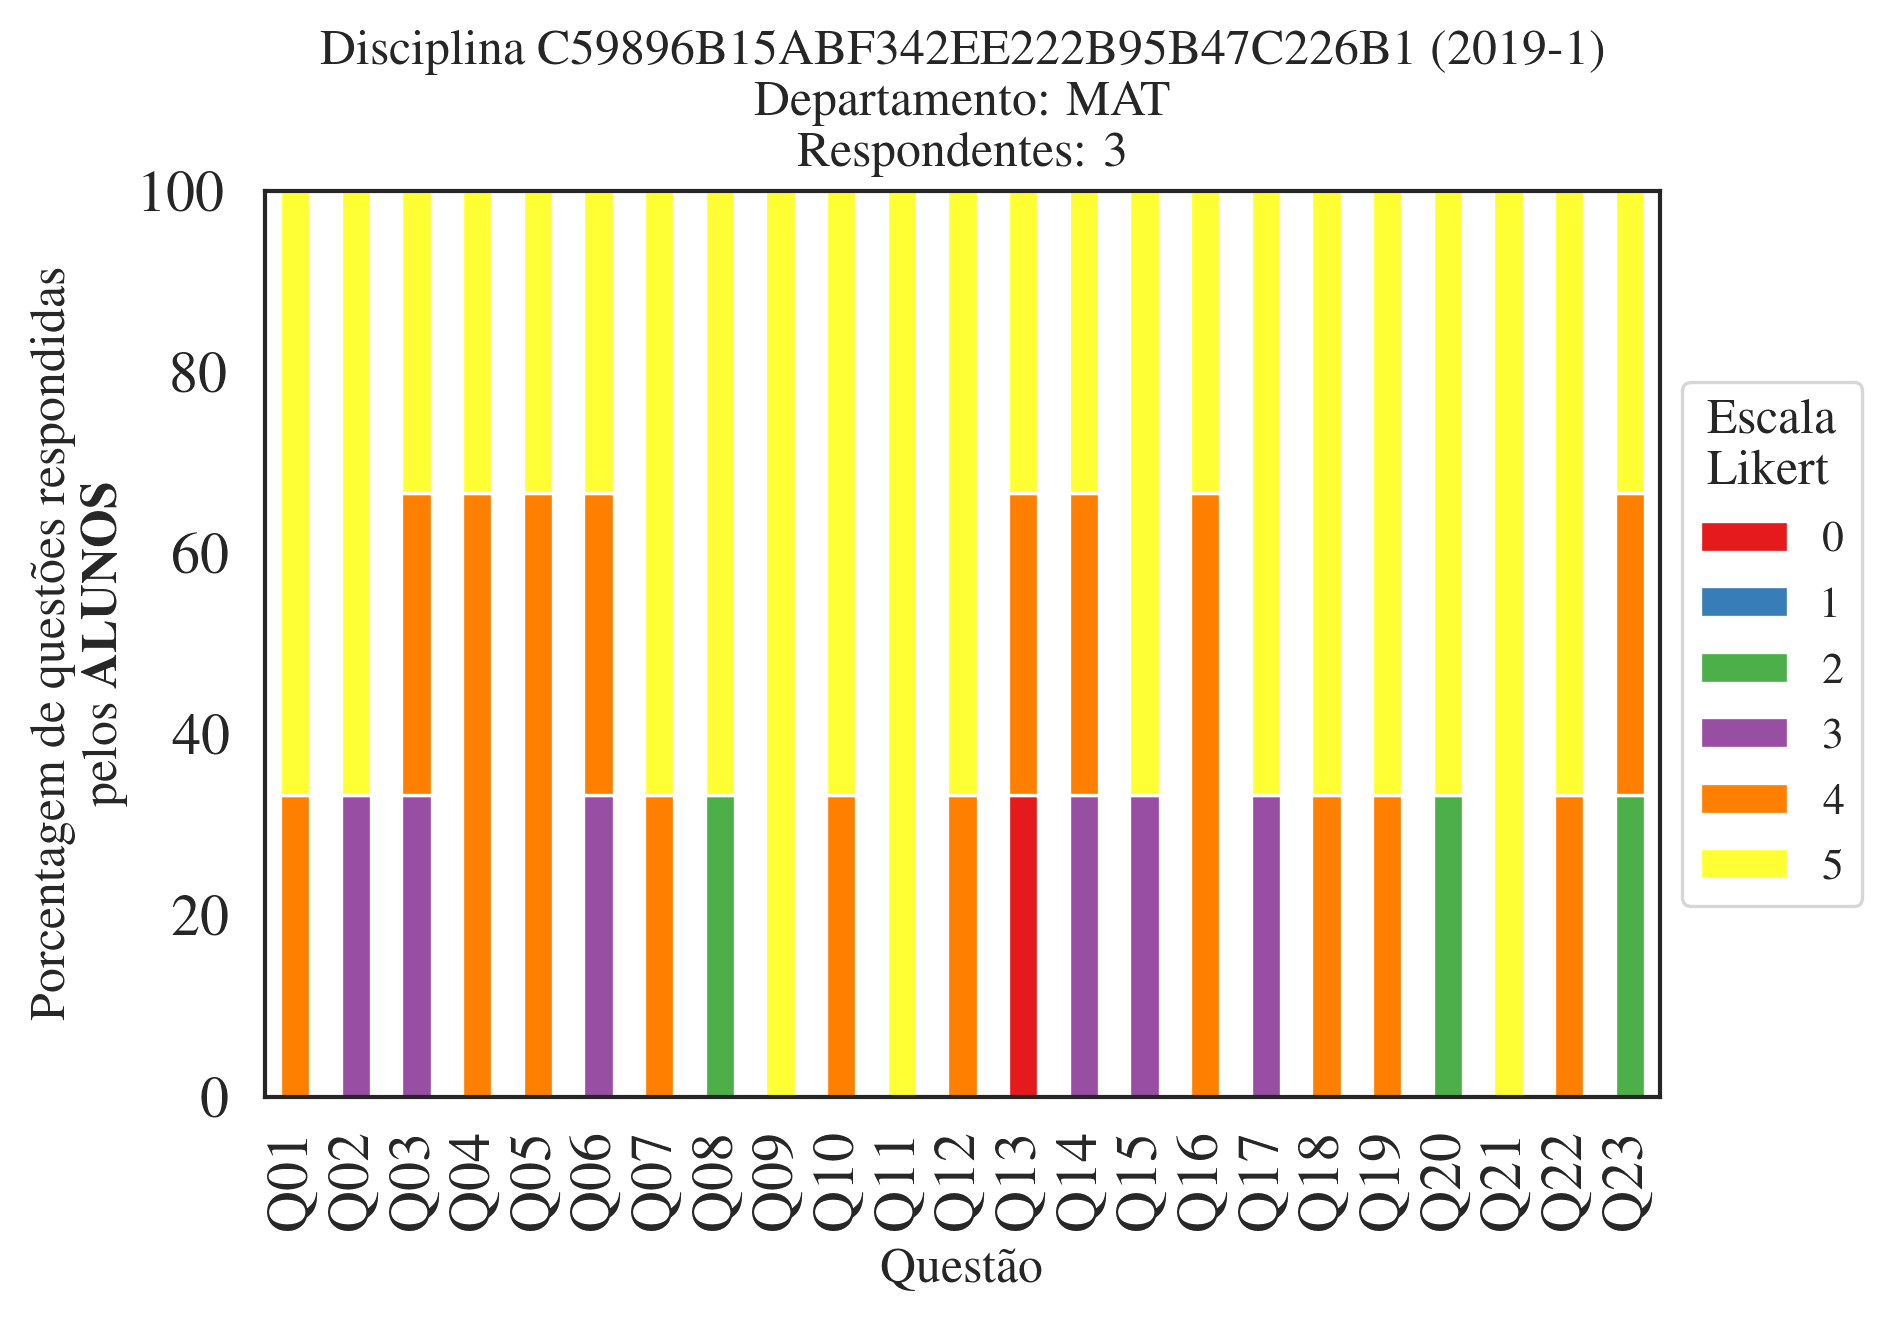 Disciplina C59896B15ABF342EE222B95B47C226B1 (2019-1)
Departamento: MAT
Respondentes: 3
Porcentagem de questões respondidas
pelos ALUNOS
100
80
60
40
20
0
Q01
Q02
Q03
Q04
Q05
Q06
Q07
Q08
Q09
Q10
Q11
Q12
Q13
Q14
Q15
Q16
Q17
Q18
Q19
Q20
Q21
Q22
Q23
Questão
Escala
Likert
0
1
2
3
4
5